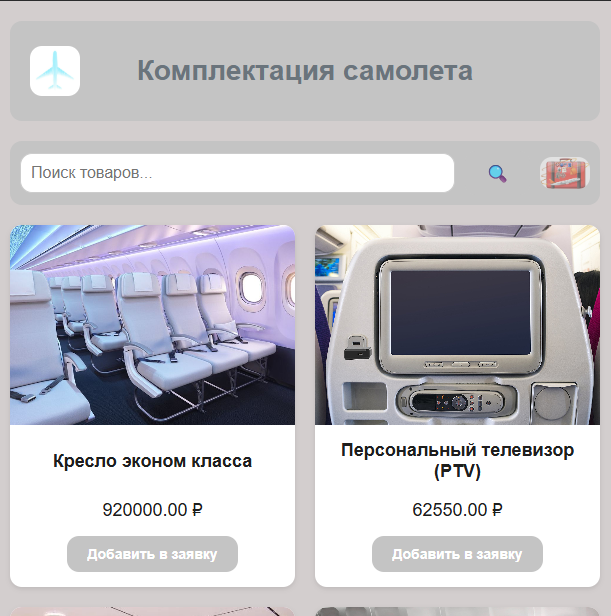 Комплектация самолета
Поиск товаров...
Кресло эконом класса
920000.00 ₽
Добавить в заявку
Персональный телевизор
(PTV)
62550.00 ₽
Добавить в заявку